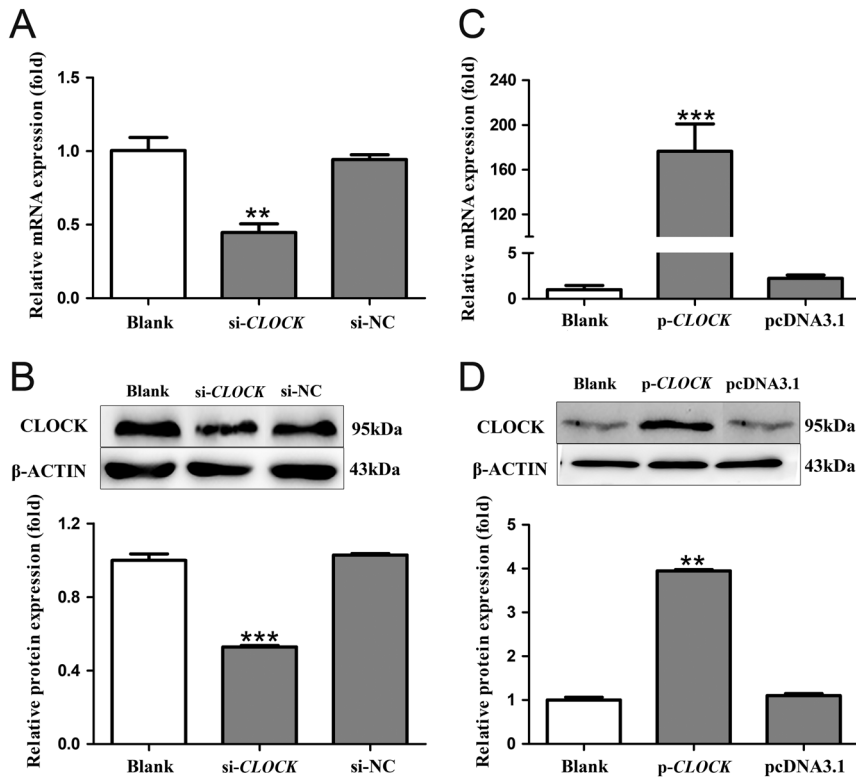 A
Relative mRNA expression (fold)
1.5
1.0
0.5
0.0
**
Blank si-CLOCK si-NC
C
Relative mRNA expression (fold)
240
200
160
120
5
0
***
Blank p-CLOCK pcDNA3.1
B
Blank si-CLOCK si-NC
CLOCK 95kDa
β-ACTIN 43kDa
Relative protein expression (fold)
1.2
0.8
0.4
0.0
***
Blank si-CLOCK si-NC
D
Blank p-CLOCK pcDNA3.1
CLOCK 95kDa
β-ACTIN 43kDa
Relative protein expression (fold)
5
4
3
2
1
0
**
Blank p-CLOCK pcDNA3.1